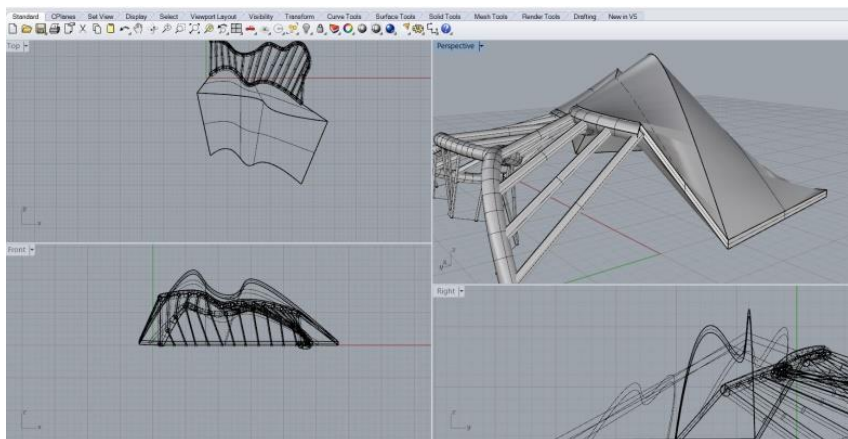 Standard CPlanes Set View Display Select Viewport Layout Visibility Transform Curve Tools Surface Tools Solid Tools Mesh Tools Render Tools Drafting New in V5
Top
Perspective
Front
Right
y
x
z
y
z
x
z
y